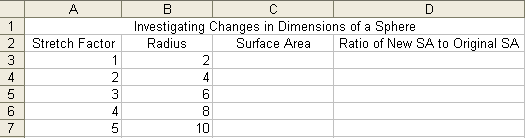 A B C D
1 Investigating Changes in Dimensions of a Sphere
2 Stretch Factor Radius Surface Area Ratio of New SA to Original SA
3 1 2
4 2 4
5 3 6
6 4 8
7 5 10